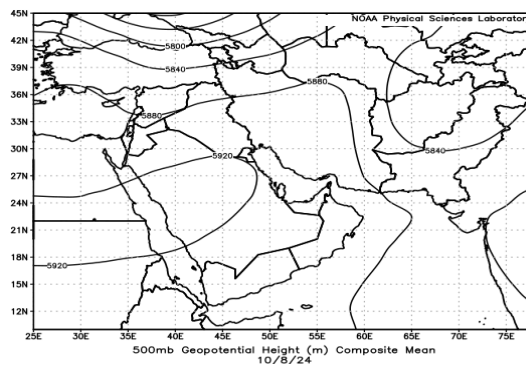 NOAA Physical Sciences Laborator
45N
42N
39N
36N
33N
30N
27N
24N
21N
18N
15N
12N
5800
5840
5880
5880
5920
5840
5920
25E 30E 35E 40E 45E 50E 55E 60E 65E 70E 75E
500mb Geopotential Height (m) Composite Mean
10/8/24